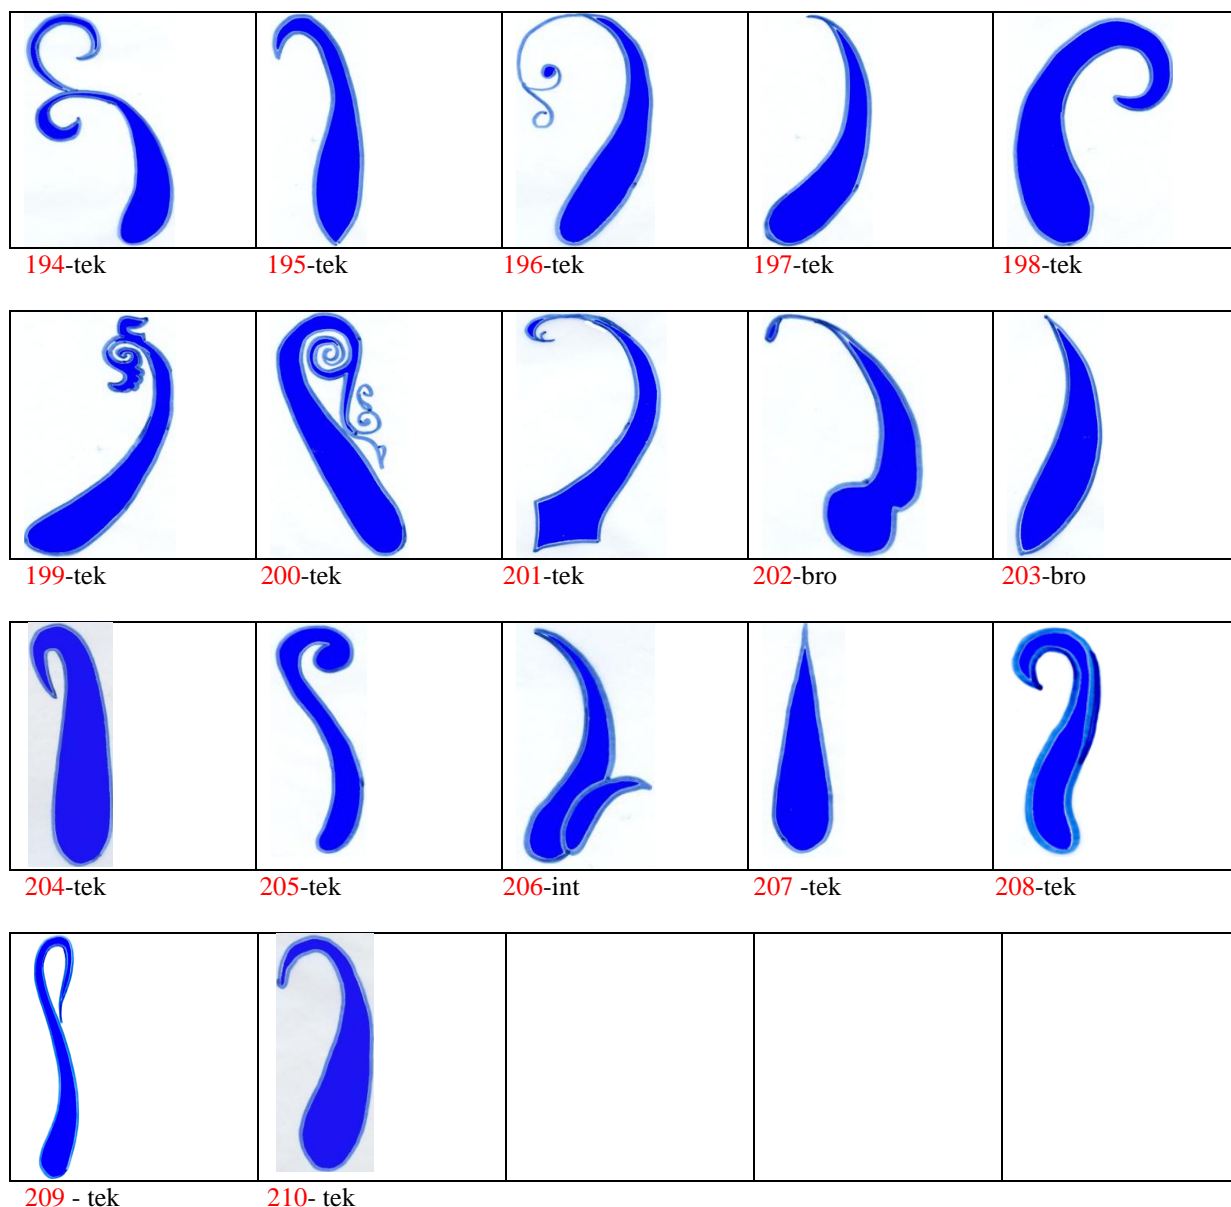 194-tek 195-tek 196-tek 197-tek 198-tek
199-tek 200-tek 201-tek 202-bro 203-bro
204-tek 205-tek 206-int 207 -tek 208-tek
209 - tek 210- tek